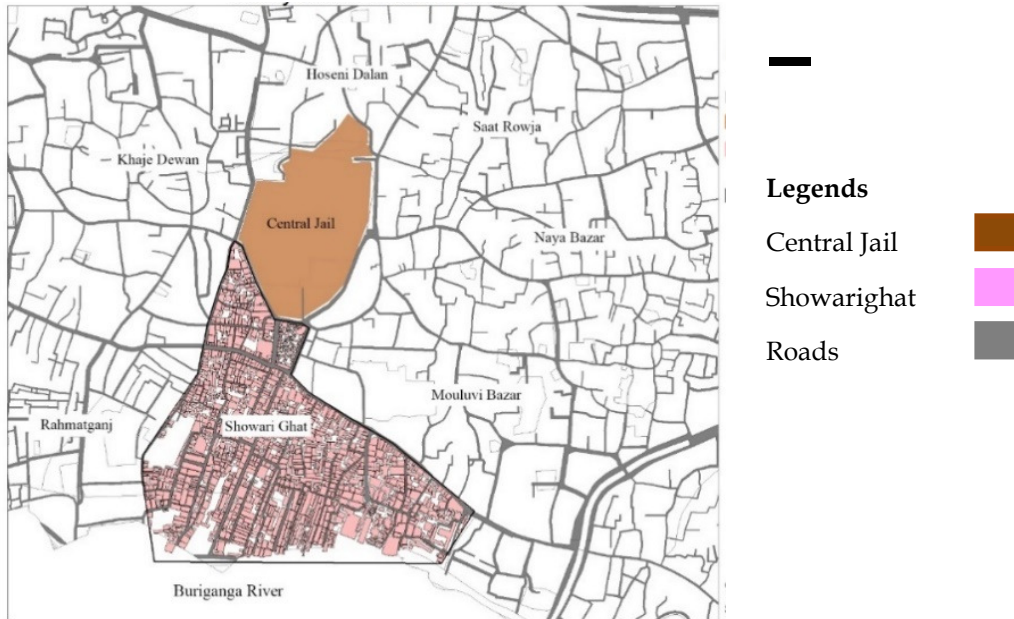 Hoseni Dalan
Saat Rowja
Khaje Dewan
Central Jail
Naya Bazar
Mouluvi Bazar
Rahmatganj
Showari Ghat
Buriganga River
Legends
Central Jail
Showarighat
Roads